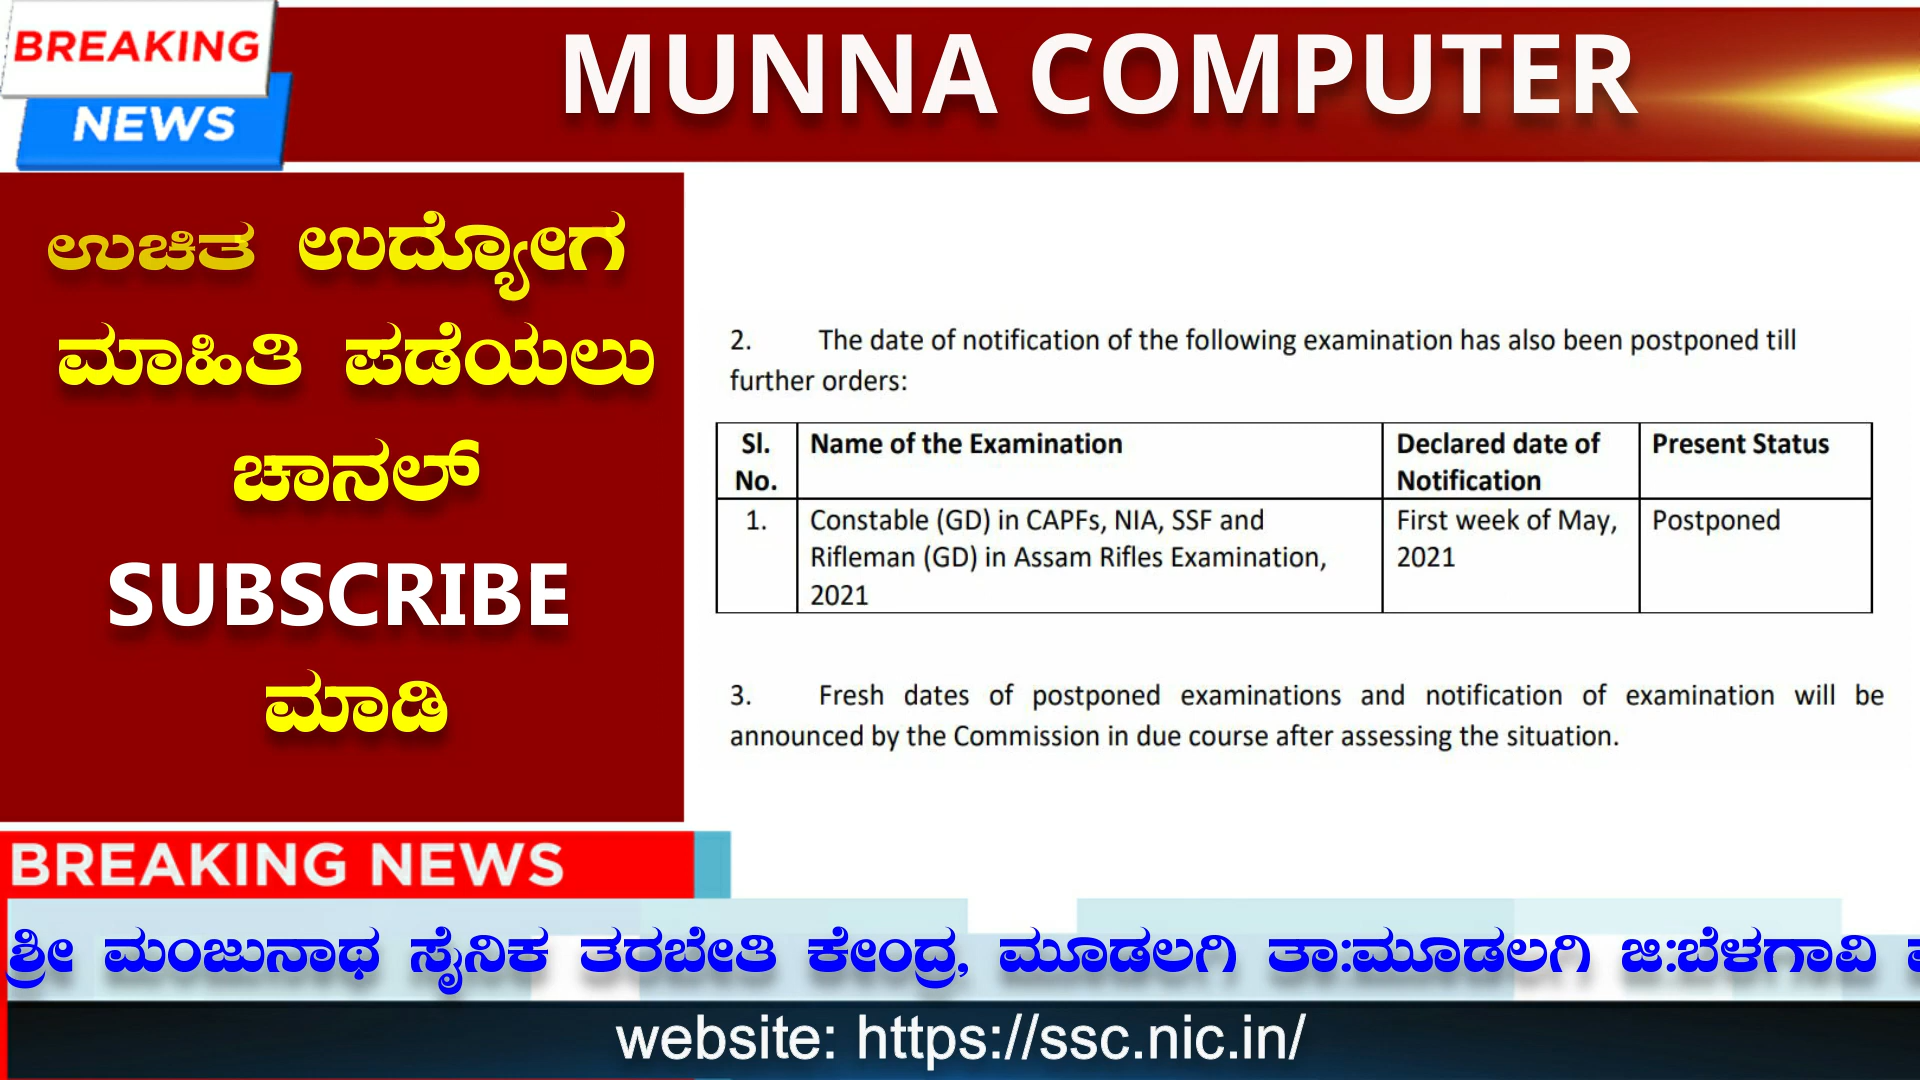 BREAKING
NEWS
MUNNA COMPUTER
ಉಚಿತ ಉದ್ಯೋಗ
ಮಾಹಿತಿ ಪಡೆಯಲು
ಚಾನಲ್
SUBSCRIBE
ಮಾಡಿ
2. The date of notification of the following examination has also been postponed till
further orders:
Sl. No. Name of the Examination Declared date of Notification Present Status
1. Constable (GD) in CAPFs, NIA, SSF and Rifleman (GD) in Assam Rifles Examination, 2021 First week of May, 2021 Postponed
3. Fresh dates of postponed examinations and notification of examination will be
announced by the Commission in due course after assessing the situation.
BREAKING NEWS
ಶ್ರೀ ಮಂಜುನಾಥ ಸೈನಿಕ ತರಬೇತಿ ಕೇಂದ್ರ, ಮೂಡಲಗಿ ತಾ:ಮೂಡಲಗಿ ಜಿ:ಬೆಳಗಾವಿ
website: https://ssc.nic.in/